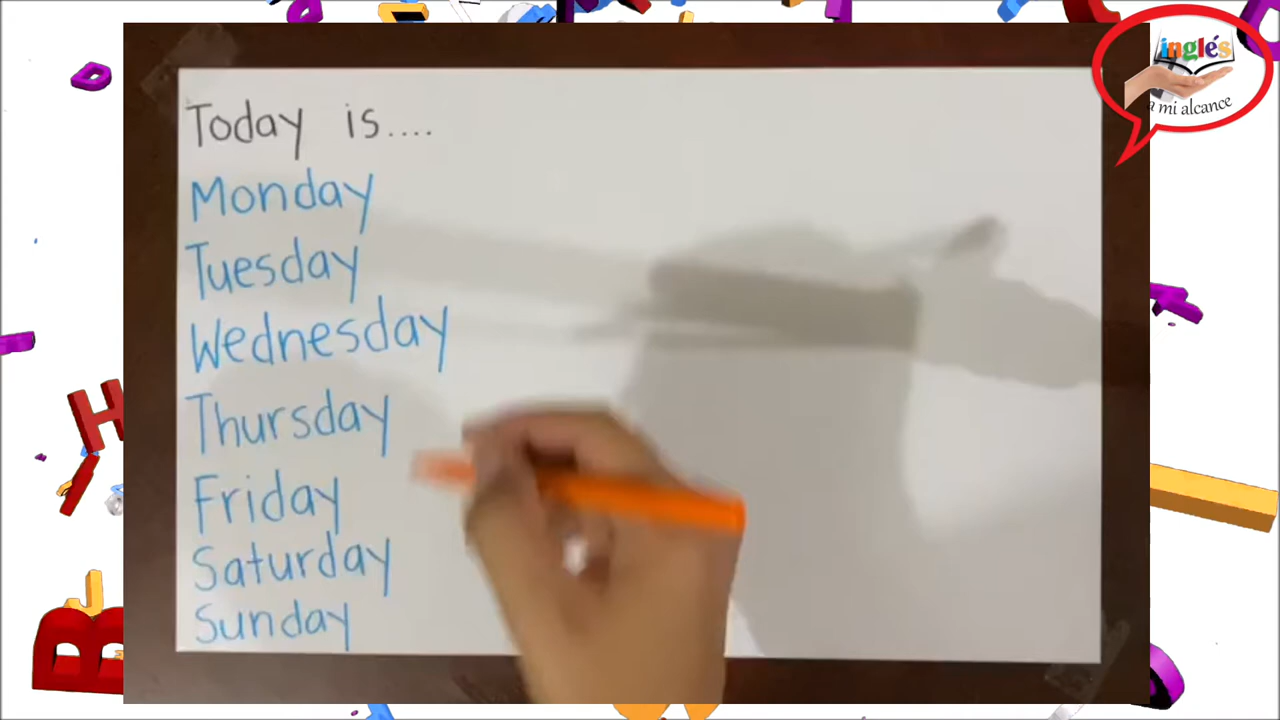 Today is....
Monday
Tuesday
Wednesday
Thursday
Friday
Saturday
Sunday
inglés
a mi alcance